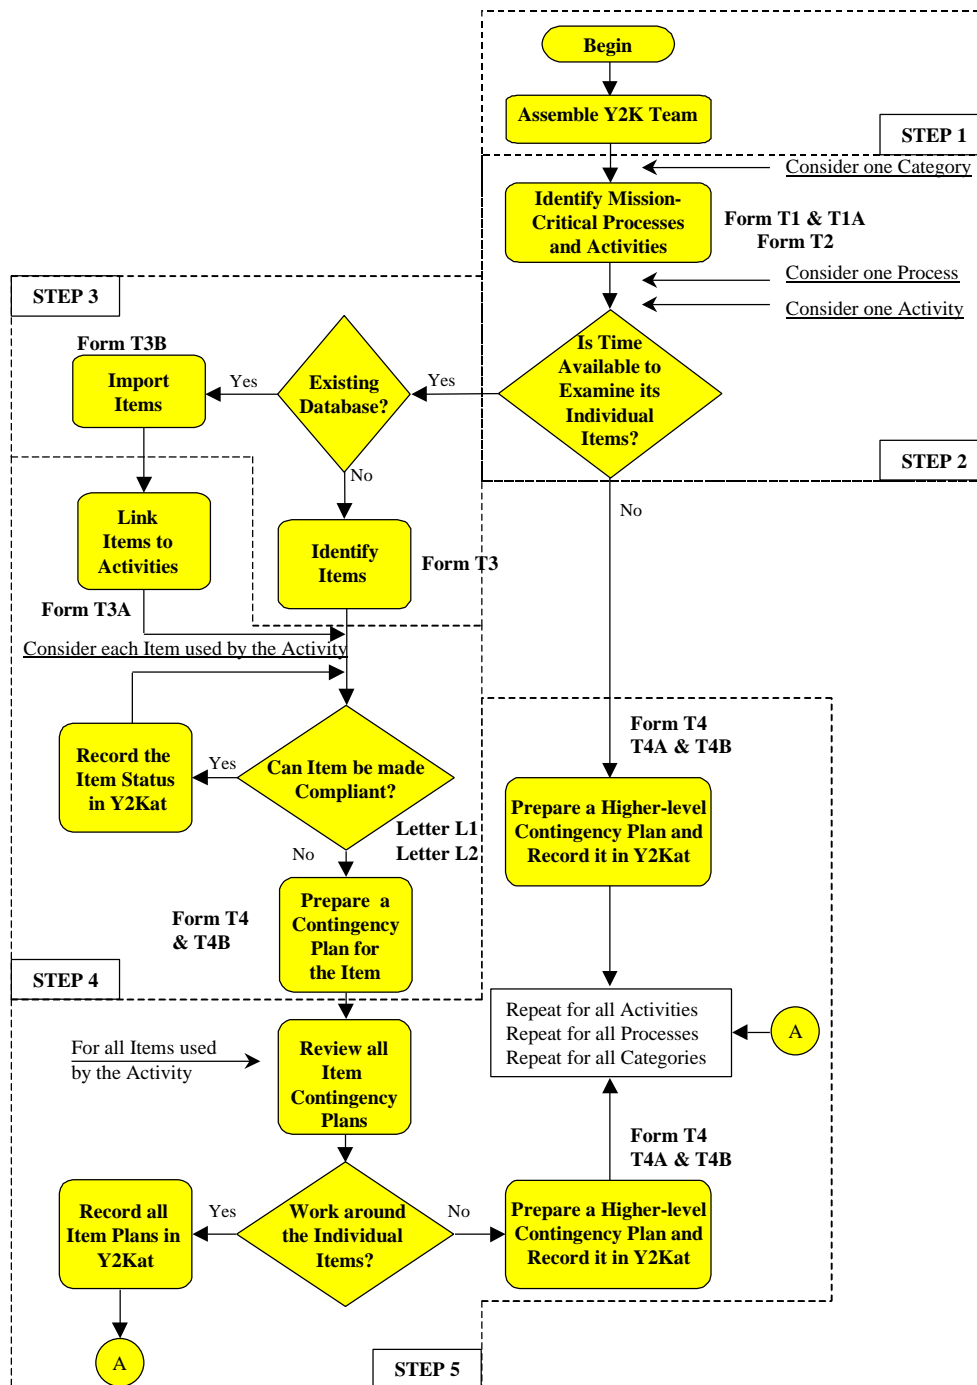 Begin
Assemble Y2K Team
STEP 1
Consider one Category
Identify Mission-
Critical Processes
and Activities
Form T1 & T1A
Form T2
Consider one Process
Consider one Activity
Is Time
Available to
Examine its
Individual
Items?
STEP 2
Yes
No
STEP 3
Existing
Database?
Yes
No
Form T3B
Import
Items
Link
Items to
Activities
Form T3A
Identify
Items
Form T3
Consider each Item used by the Activity
Can Item be made
Compliant?
Yes
No
Record the
Item Status
in Y2Kat
Letter L1
Letter L2
Form T4
& T4B
Prepare a
Contingency
Plan for
the Item
STEP 4
Form T4
T4A & T4B
Prepare a Higher-level
Contingency Plan and
Record it in Y2Kat
Repeat for all Activities
Repeat for all Processes
Repeat for all Categories
A
For all Items used
by the Activity
Review all
Item
Contingency
Plans
Work around
the Individual
Items?
Yes
No
Record all
Item Plans in
Y2Kat
A
Form T4
T4A & T4B
Prepare a Higher-level
Contingency Plan and
Record it in Y2Kat
STEP 5